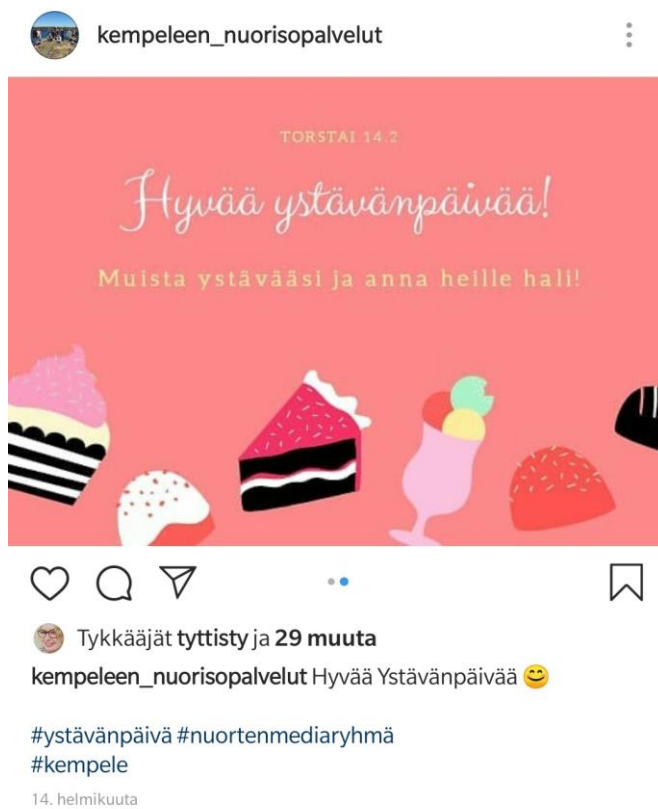 kempeleen_nuorisopalvelut
TORSTAI 14.2
Hyvää ystävänpäivää!
Muista ystävääsi ja anna heille hali!
Tykkääjät tyttisty ja 29 muuta
kempeleen_nuorisopalvelut Hyvää Ystävänpäivää 😊
#ystävänpäivä #nuortenmediaryhmä
#kempele
14. helmikuuta